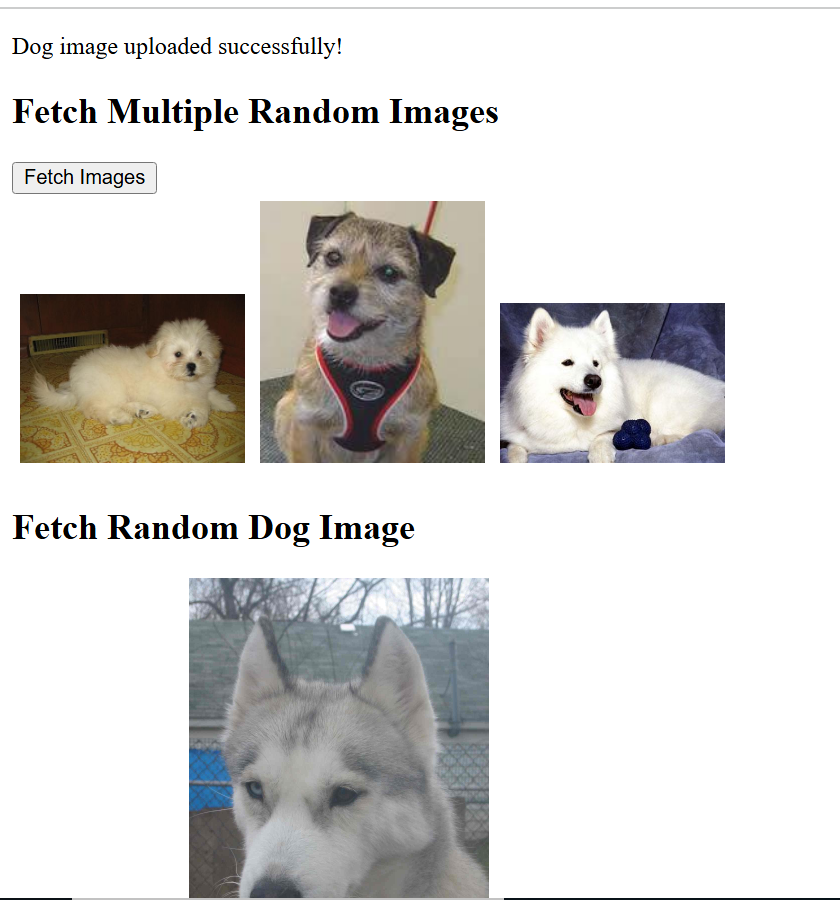 Dog image uploaded successfully!
Fetch Multiple Random Images
Fetch Images
Fetch Random Dog Image